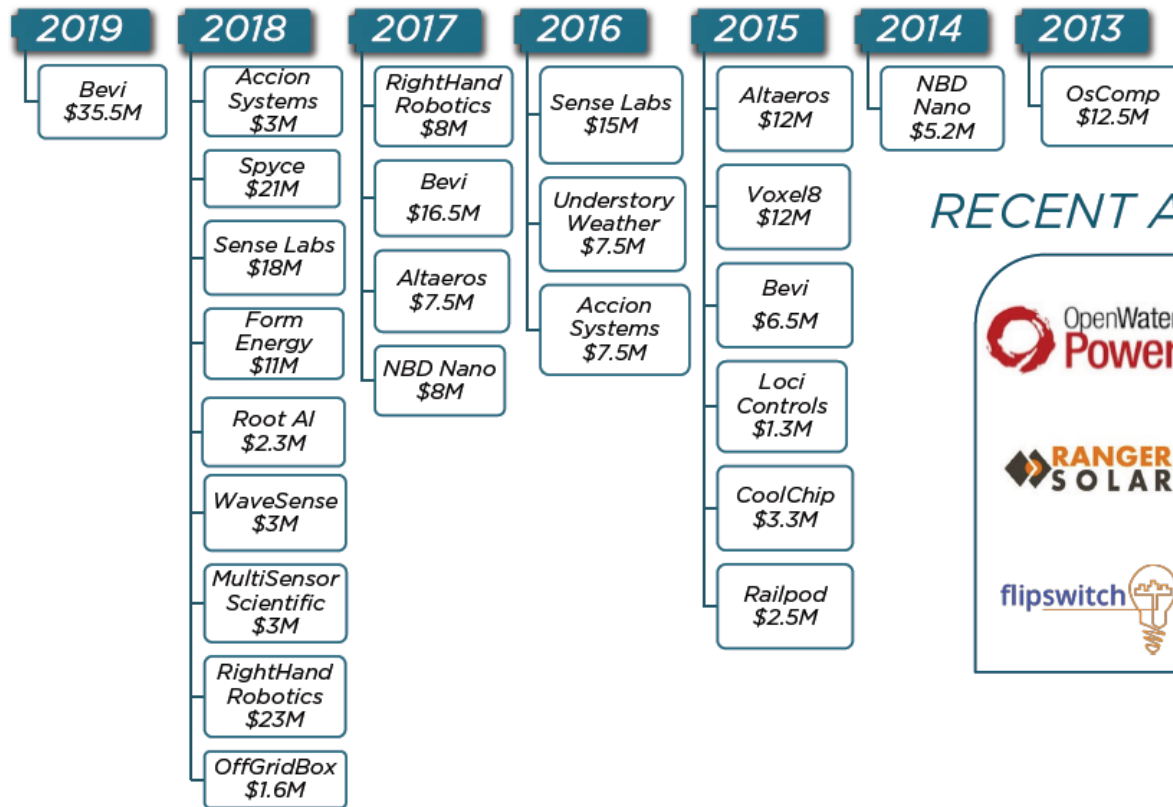 2019
Bevi
$35.5M
2018
Accion
Systems
$3M
Spyce
$21M
Sense Labs
$18M
Form
Energy
$11M
Root AI
$2.3M
WaveSense
$3M
MultiSensor
Scientific
$3M
RightHand
Robotics
$23M
OffGridBox
$1.6M
2017
RightHand
Robotics
$8M
Bevi
$16.5M
Altaeros
$7.5M
NBD Nano
$8M
2016
Sense Labs
$15M
Understory
Weather
$7.5M
Accion
Systems
$7.5M
2015
Altaeros
$12M
Voxel8
$12M
Bevi
$6.5M
Loci
Controls
$1.3M
CoolChip
$3.3M
Railpod
$2.5M
2014
NBD
Nano
$5.2M
2013
OsComp
$12.5M
RECENT A
OpenWater
Power
RANGER
SOLAR
flipswitch